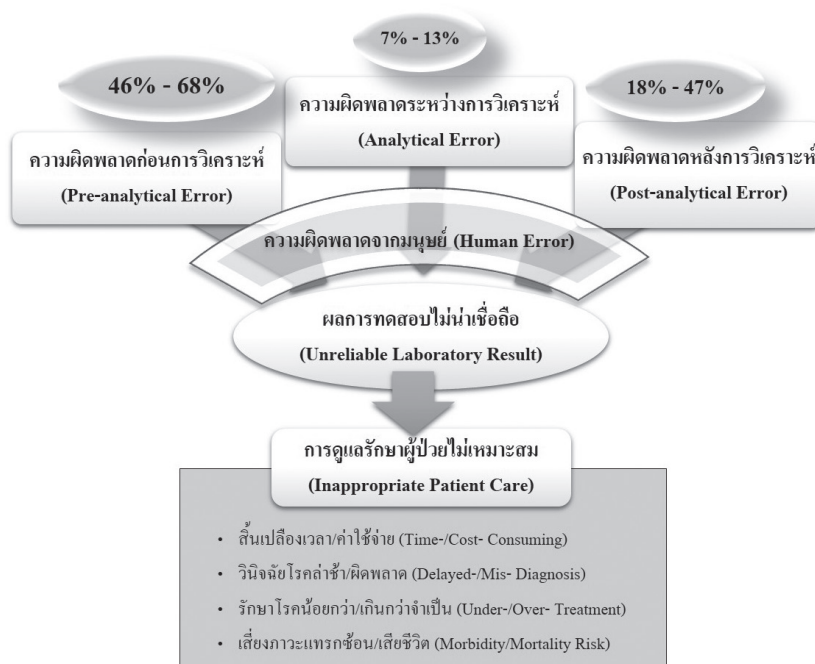 7% - 13%
46% - 68%
18% - 47%
ความผิดพลาดระหว่างการวิเคราะห์
(Analytical Error)
ความผิดพลาดก่อนการวิเคราะห์
(Pre-analytical Error)
ความผิดพลาดหลังการวิเคราะห์
(Post-analytical Error)
ความผิดพลาดจากมนุษย์ (Human Error)
ผลการทดสอบไม่น่าเชื่อถือ
(Unreliable Laboratory Result)
การดูแลรักษาผู้ป่วยไม่เหมาะสม
(Inappropriate Patient Care)
• สิ้นเปลืองเวลา/ค่าใช้จ่าย (Time-/Cost- Consuming)
• วินิจฉัยโรคล่าช้า/ผิดพลาด (Delayed-/Mis- Diagnosis)
• รักษาโรคน้อยกว่า/เกินกว่าจำเป็น (Under-/Over- Treatment)
• เสี่ยงภาวะแทรกซ้อน/เสียชีวิต (Morbidity/Mortality Risk)